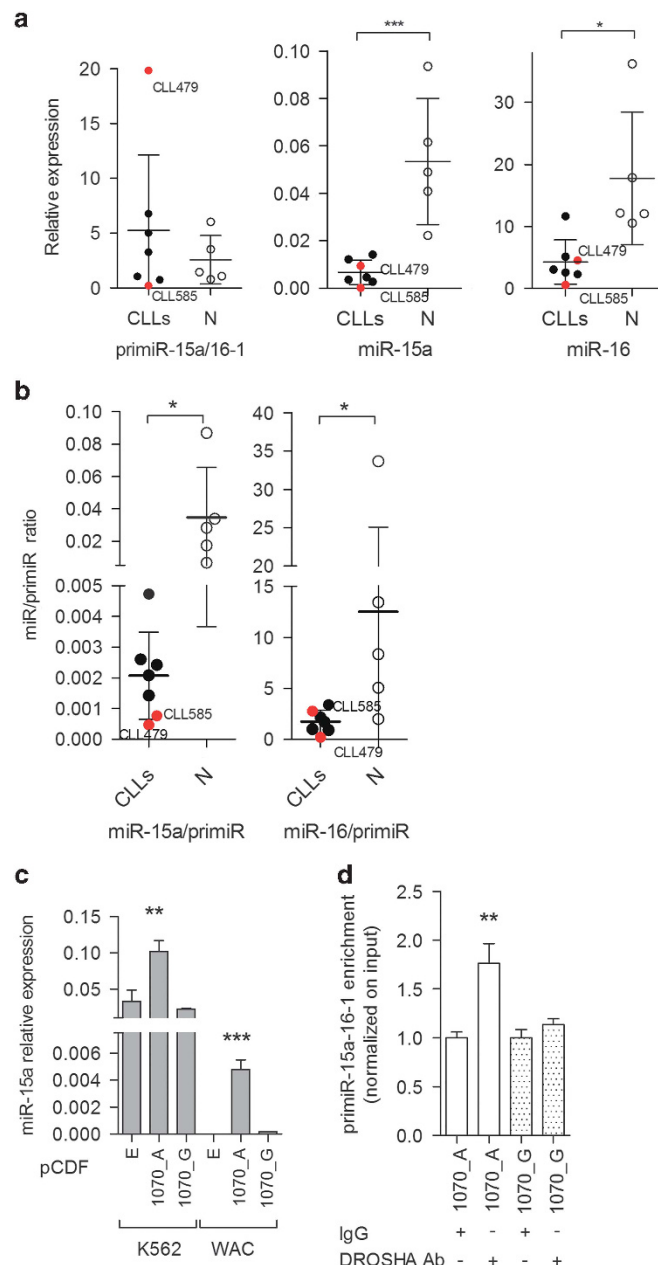 a
***
*
20
15
10
5
0
Relative expression
CLL479
CLL585
CLLs N
primiR-15a/16-1
0.10
0.08
0.06
0.04
0.02
0.00
CLL479
CLL585
CLLs N
miR-15a
30
20
10
0
CLL479
CLL585
CLLs N
miR-16
b
*
*
miR/primiR ratio
0.10
0.08
0.06
0.04
0.02
0.005
0.004
0.003
0.002
0.001
0.000
CLL585
CLL479
CLLs N
miR-15a/primiR
40
35
30
25
20
15
10
5
0
CLL585
CLL479
CLLs N
miR-16/primiR
c
miR-15a relative expression
0.15
0.10
0.05
0.006
0.004
0.002
0.000
**
***
pCDF
E 1070_A 1070_G E 1070_A 1070_G
K562 WAC
d
primiR-15a-16-1 enrichment
(normalized on input)
2.5
2.0
1.5
1.0
0.5
0.0
**
1070_A 1070_A 1070_G 1070_G
IgG + - + -
DROSHA Ab - + - +